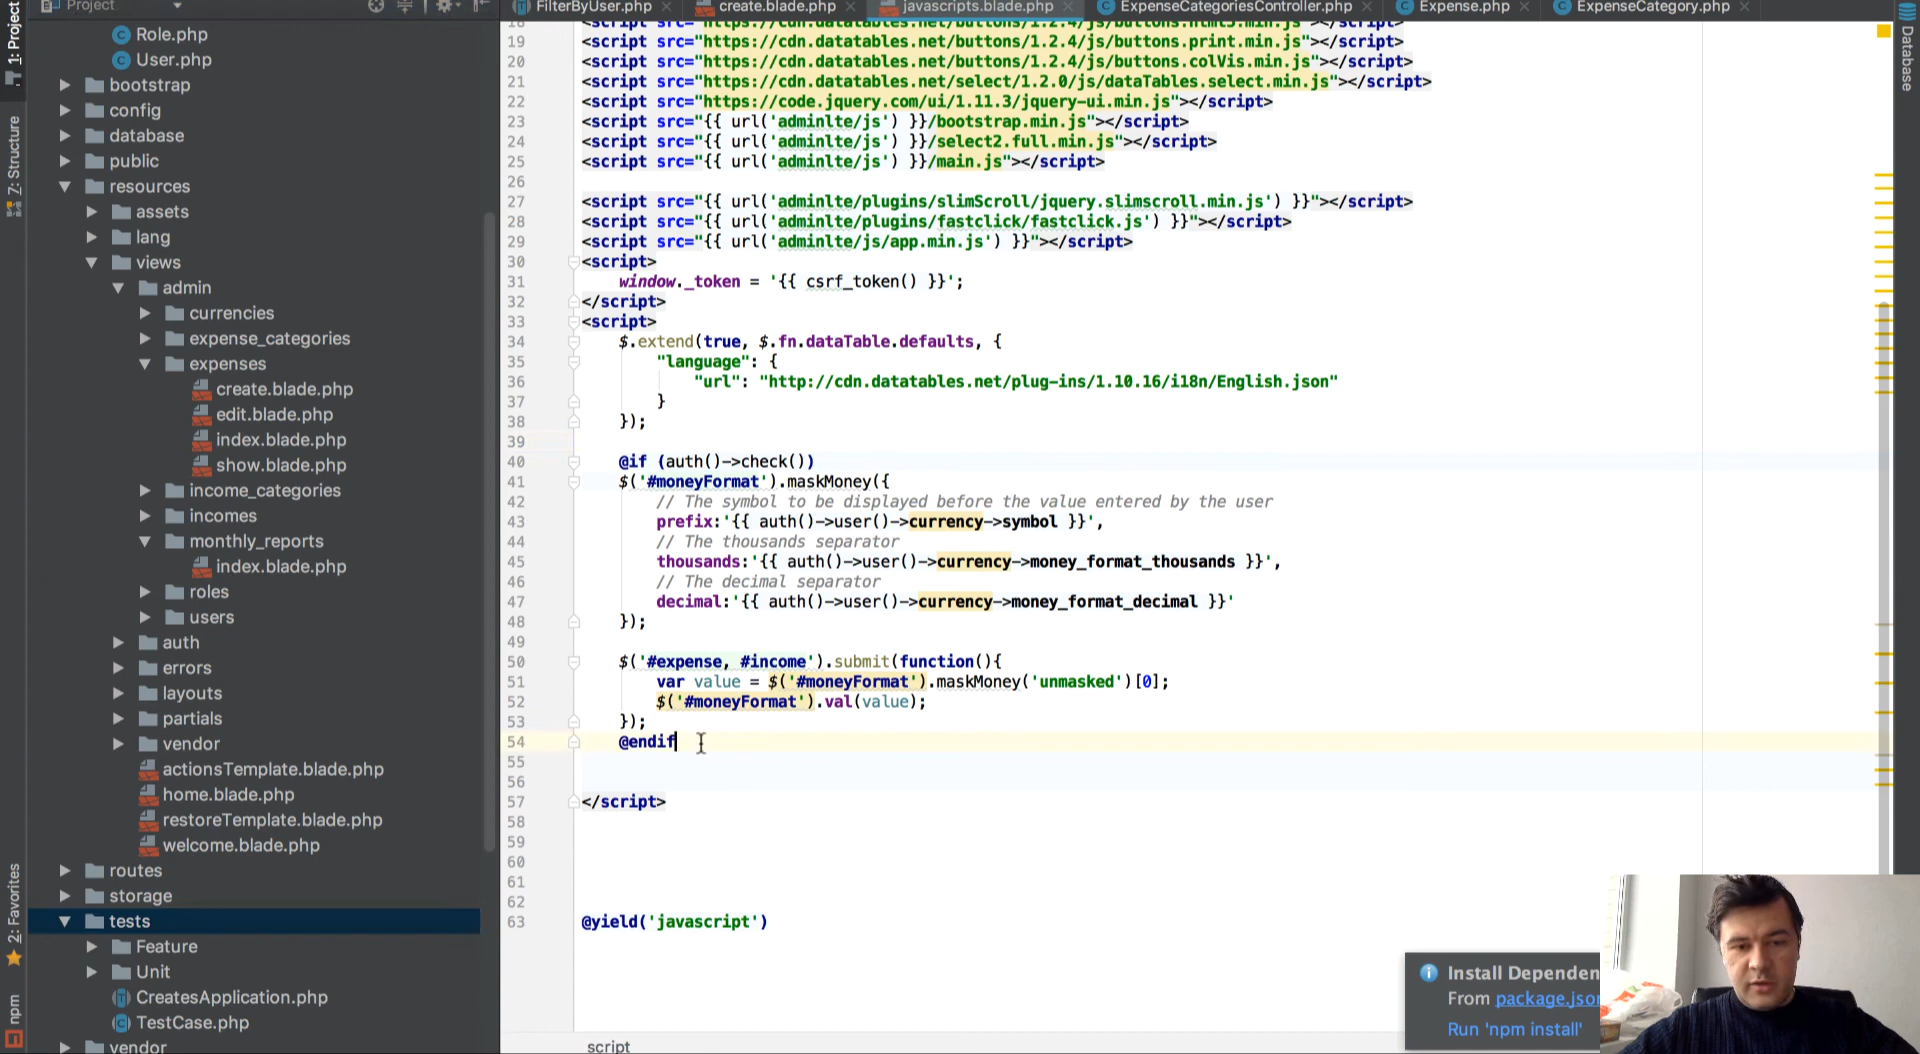 Project
FilterByUser.php
create.blade.php
javascripts.blade.php
ExpenseCategoriesController.php
Expense.php
ExpenseCategory.php
1: Project
7: Structure
2: Favorites
npm
Database
Role.php
User.php
bootstrap
config
database
public
resources
assets
lang
views
admin
currencies
expense_categories
expenses
create.blade.php
edit.blade.php
index.blade.php
show.blade.php
income_categories
incomes
monthly_reports
index.blade.php
roles
users
auth
errors
layouts
partials
vendor
actionsTemplate.blade.php
home.blade.php
restoreTemplate.blade.php
welcome.blade.php
routes
storage
tests
Feature
Unit
CreatesApplication.php
TestCase.php
vendor
18 <script src="https://cdn.datatables.net/buttons/1.2.4/js/buttons.html5.min.js"></script>
19 <script src="https://cdn.datatables.net/buttons/1.2.4/js/buttons.print.min.js"></script>
20 <script src="https://cdn.datatables.net/buttons/1.2.4/js/buttons.colVis.min.js"></script>
21 <script src="https://cdn.datatables.net/select/1.2.0/js/dataTables.select.min.js"></script>
22 <script src="https://code.jquery.com/ui/1.11.3/jquery-ui.min.js"></script>
23 <script src="{{ url('adminlte/js') }}/bootstrap.min.js"></script>
24 <script src="{{ url('adminlte/js') }}/select2.full.min.js"></script>
25 <script src="{{ url('adminlte/js') }}/main.js"></script>
26
27 <script src="{{ url('adminlte/plugins/slimScroll/jquery.slimscroll.min.js') }}"></script>
28 <script src="{{ url('adminlte/plugins/fastclick/fastclick.js') }}"></script>
29 <script src="{{ url('adminlte/js/app.min.js') }}"></script>
30 <script>
31 window._token = '{{ csrf_token() }}';
32 </script>
33 <script>
34 $.extend(true, $.fn.dataTable.defaults, {
35 "language": {
36 "url": "http://cdn.datatables.net/plug-ins/1.10.16/i18n/English.json"
37 }
38 });
39
40 @if (auth()->check())
41 $('#moneyFormat').maskMoney({
42 // The symbol to be displayed before the value entered by the user
43 prefix:'{{ auth()->user()->currency->symbol }}',
44 // The thousands separator
45 thousands:'{{ auth()->user()->currency->money_format_thousands }}',
46 // The decimal separator
47 decimal:'{{ auth()->user()->currency->money_format_decimal }}'
48 });
49
50 $('#expense, #income').submit(function(){
51 var value = $('#moneyFormat').maskMoney('unmasked')[0];
52 $('#moneyFormat').val(value);
53 });
54 @endif
55
56
57 </script>
58
59
60
61
62
63 @yield('javascript')
script
Install Dependen
From package.jso
Run 'npm install'